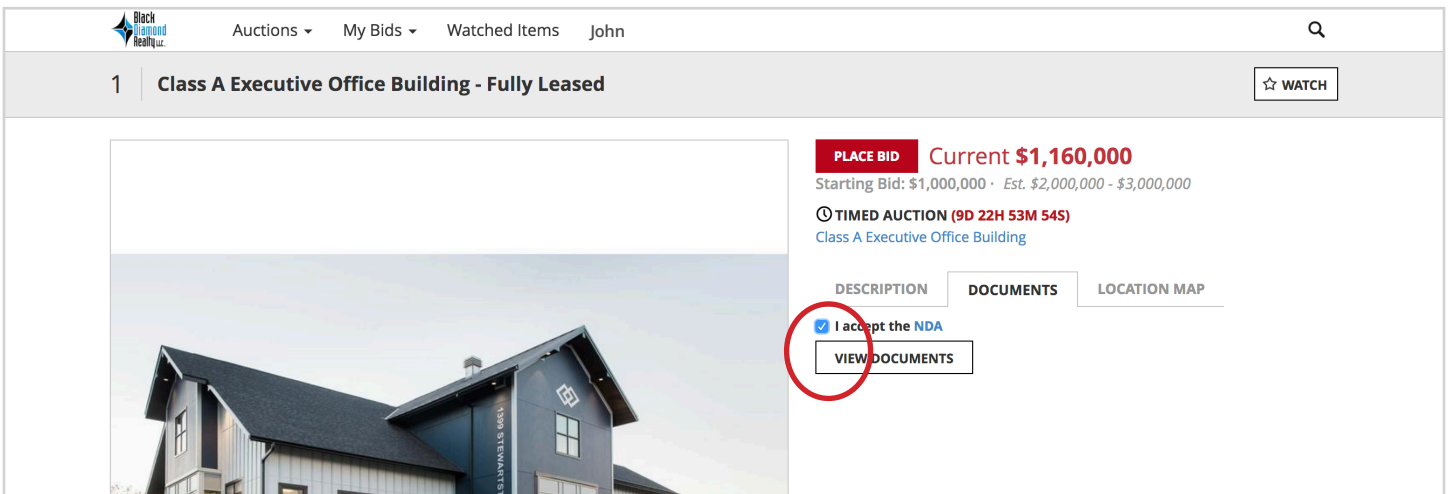 Black
Diamond
Realty LLC.
Auctions
My Bids
Watched Items
John
1
Class A Executive Office Building - Fully Leased
WATCH
PLACE BID
Current $1,160,000
Starting Bid: $1,000,000 · Est. $2,000,000 - $3,000,000
TIMED AUCTION (9D 22H 53M 54S)
Class A Executive Office Building
DESCRIPTION
DOCUMENTS
LOCATION MAP
I accept the NDA
VIEW DOCUMENTS
1399 STEWARTST